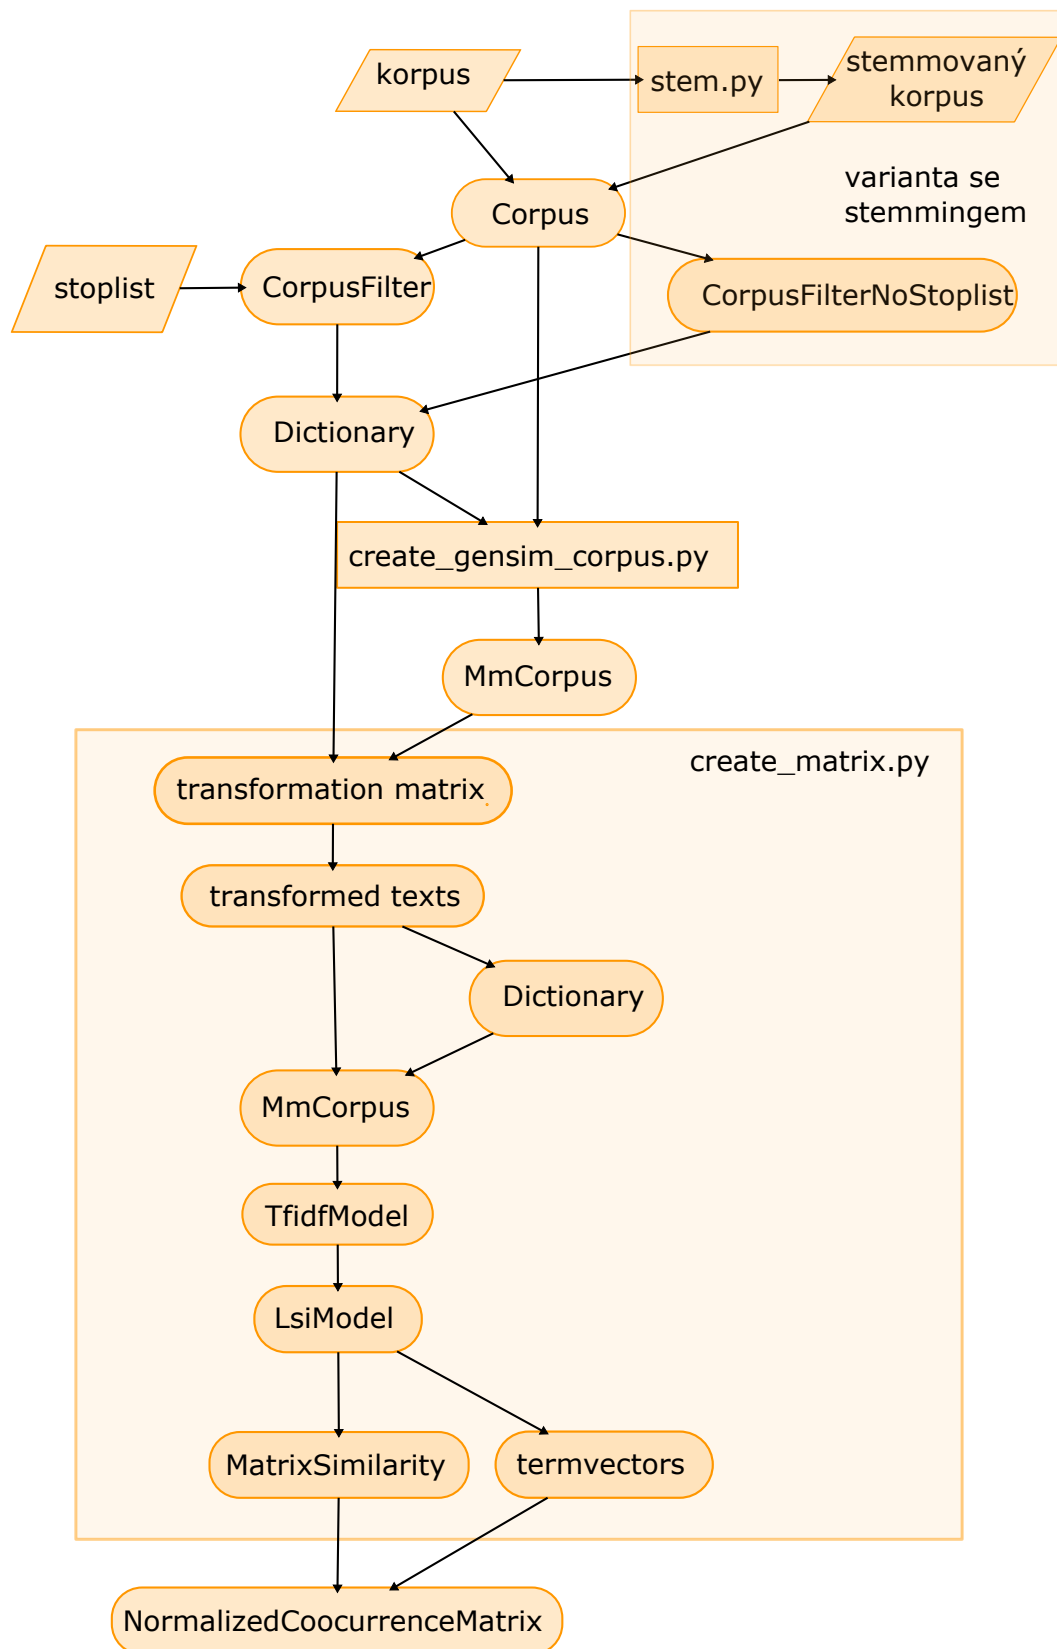 korpus
stem.py
stemmovaný
korpus
varianta se
stemmingem
Corpus
stoplist
CorpusFilter
CorpusFilterNoStoplist
Dictionary
create_gensim_corpus.py
MmCorpus
create_matrix.py
transformation matrix
transformed texts
Dictionary
MmCorpus
TfidfModel
LsiModel
MatrixSimilarity
termvectors
NormalizedCoocurrenceMatrix